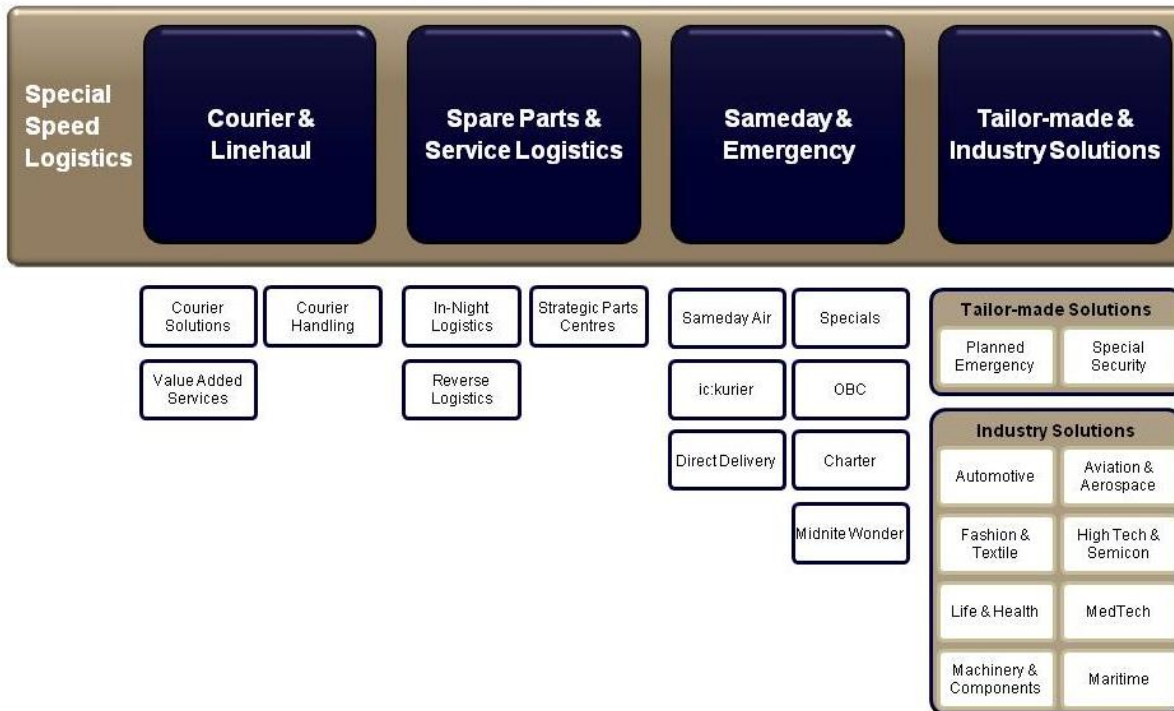 Special
Speed
Logistics
Courier &
Linehaul
Spare Parts &
Service Logistics
Sameday &
Emergency
Tailor-made &
Industry Solutions
Courier
Solutions
Courier
Handling
Value Added
Services
In-Night
Logistics
Strategic Parts
Centres
Reverse
Logistics
Sameday Air
Specials
ic:kurier
OBC
Direct Delivery
Charter
Midnite Wonder
Tailor-made Solutions
Planned
Emergency
Special
Security
Industry Solutions
Automotive
Aviation &
Aerospace
Fashion &
Textile
High Tech &
Semicon
Life & Health
MedTech
Machinery &
Components
Maritime